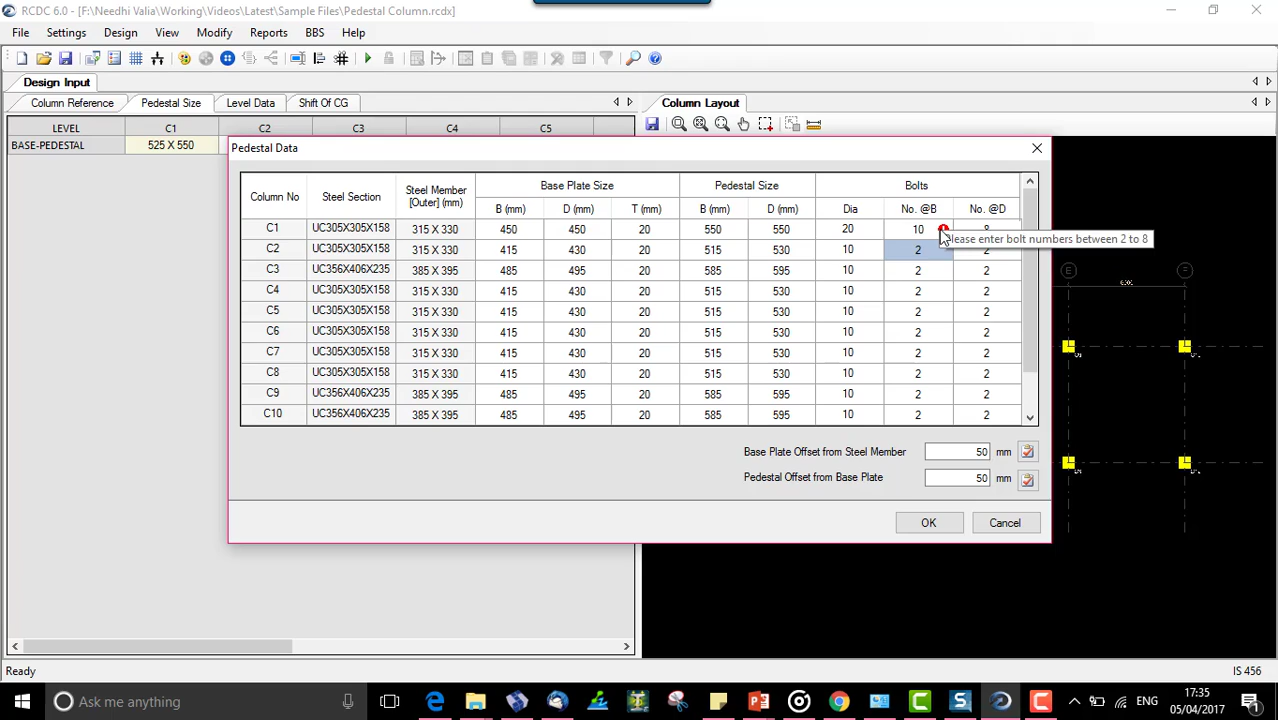 RCDC 6.0 - [F:\Needhi Valia\Working\Videos\Latest\Sample Files\Pedestal Column.rcdx]
File Settings Design View Modify Reports BBS Help
Design Input
Column Reference Pedestal Size Level Data Shift Of CG
Column Layout
LEVEL C1 C2 C3 C4 C5
BASE-PEDESTAL 525 X 550
Pedestal Data
Column No Steel Section Steel Member [Outer] (mm) Base Plate Size Pedestal Size Bolts
B (mm) D (mm) T (mm) B (mm) D (mm) Dia No. @B No. @D
C1 UC305X305X158 315 X 330 450 450 20 550 550 20 10 8
Please enter bolt numbers between 2 to 8
C2 UC305X305X158 315 X 330 415 430 20 515 530 10 2 2
C3 UC356X406X235 385 X 395 485 495 20 585 595 10 2 2
C4 UC305X305X158 315 X 330 415 430 20 515 530 10 2 2
C5 UC305X305X158 315 X 330 415 430 20 515 530 10 2 2
C6 UC305X305X158 315 X 330 415 430 20 515 530 10 2 2
C7 UC305X305X158 315 X 330 415 430 20 515 530 10 2 2
C8 UC305X305X158 315 X 330 415 430 20 515 530 10 2 2
C9 UC356X406X235 385 X 395 485 495 20 585 595 10 2 2
C10 UC356X406X235 385 X 395 485 495 20 585 595 10 2 2
Base Plate Offset from Steel Member 50 mm
Pedestal Offset from Base Plate 50 mm
OK Cancel
E F
Ready IS 456
Ask me anything
ENG
17:35
05/04/2017